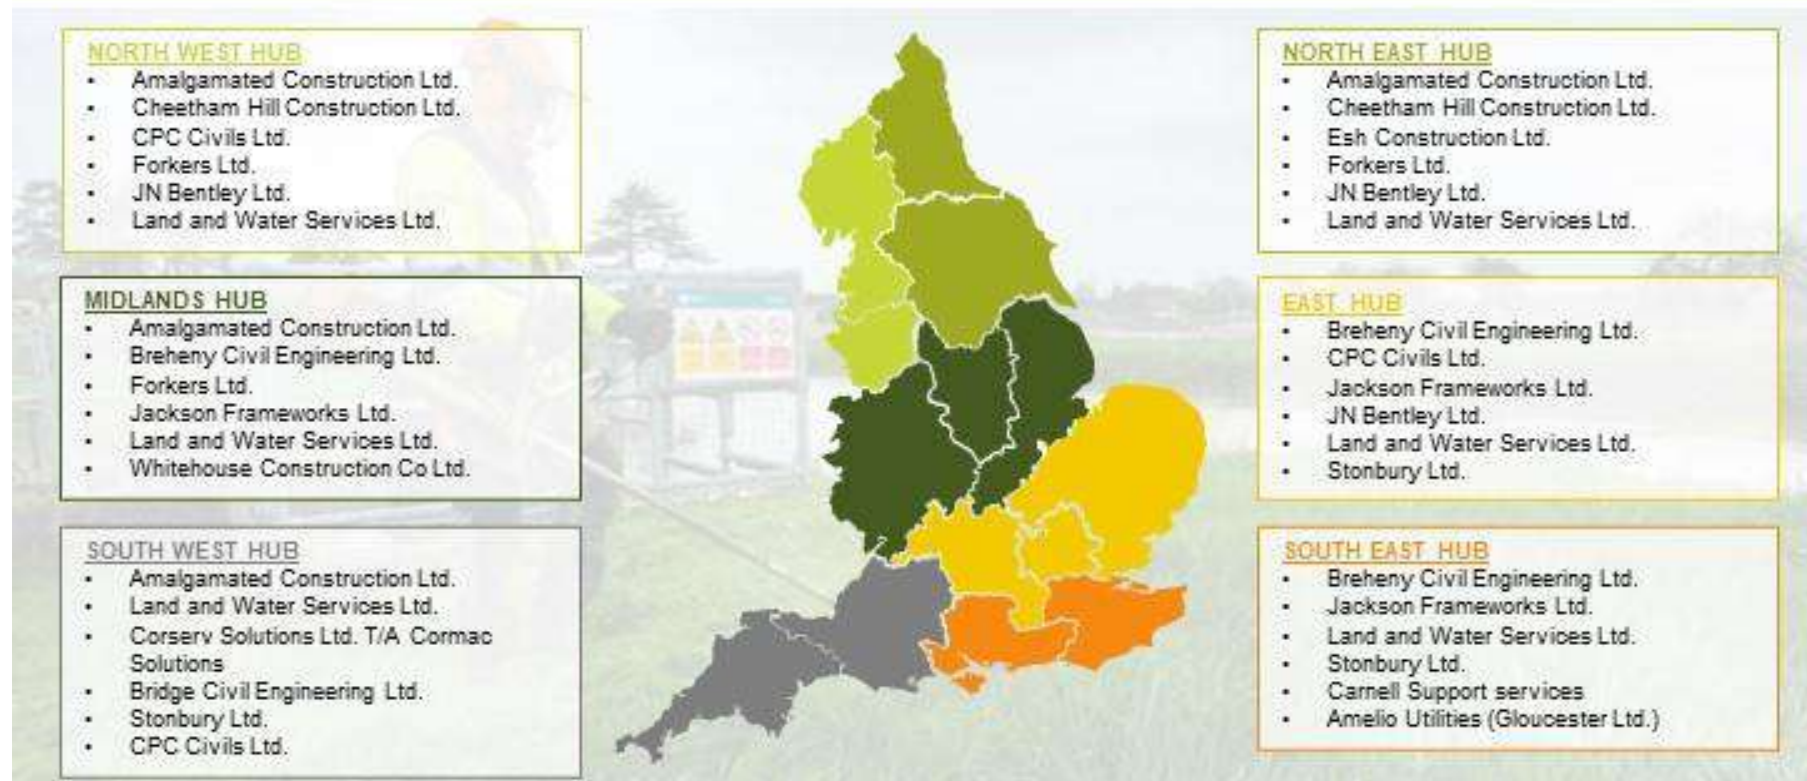 NORTH WEST HUB
▪ Amalgamated Construction Ltd.
▪ Cheetham Hill Construction Ltd.
▪ CPC Civils Ltd.
▪ Forkers Ltd.
▪ JN Bentley Ltd.
▪ Land and Water Services Ltd.
MIDLANDS HUB
▪ Amalgamated Construction Ltd.
▪ Breheny Civil Engineering Ltd.
▪ Forkers Ltd.
▪ Jackson Frameworks Ltd.
▪ Land and Water Services Ltd.
▪ Whitehouse Construction Co Ltd.
SOUTH WEST HUB
▪ Amalgamated Construction Ltd.
▪ Land and Water Services Ltd.
▪ Corserv Solutions Ltd. T/A Cormac
Solutions
▪ Bridge Civil Engineering Ltd.
▪ Stonbury Ltd.
▪ CPC Civils Ltd.
NORTH EAST HUB
▪ Amalgamated Construction Ltd.
▪ Cheetham Hill Construction Ltd.
▪ Esh Construction Ltd.
▪ Forkers Ltd.
▪ JN Bentley Ltd.
▪ Land and Water Services Ltd.
EAST HUB
▪ Breheny Civil Engineering Ltd.
▪ CPC Civils Ltd.
▪ Jackson Frameworks Ltd.
▪ JN Bentley Ltd.
▪ Land and Water Services Ltd.
▪ Stonbury Ltd.
SOUTH EAST HUB
▪ Breheny Civil Engineering Ltd.
▪ Jackson Frameworks Ltd.
▪ Land and Water Services Ltd.
▪ Stonbury Ltd.
▪ Carnell Support services
▪ Amelio Utilities (Gloucester Ltd.)